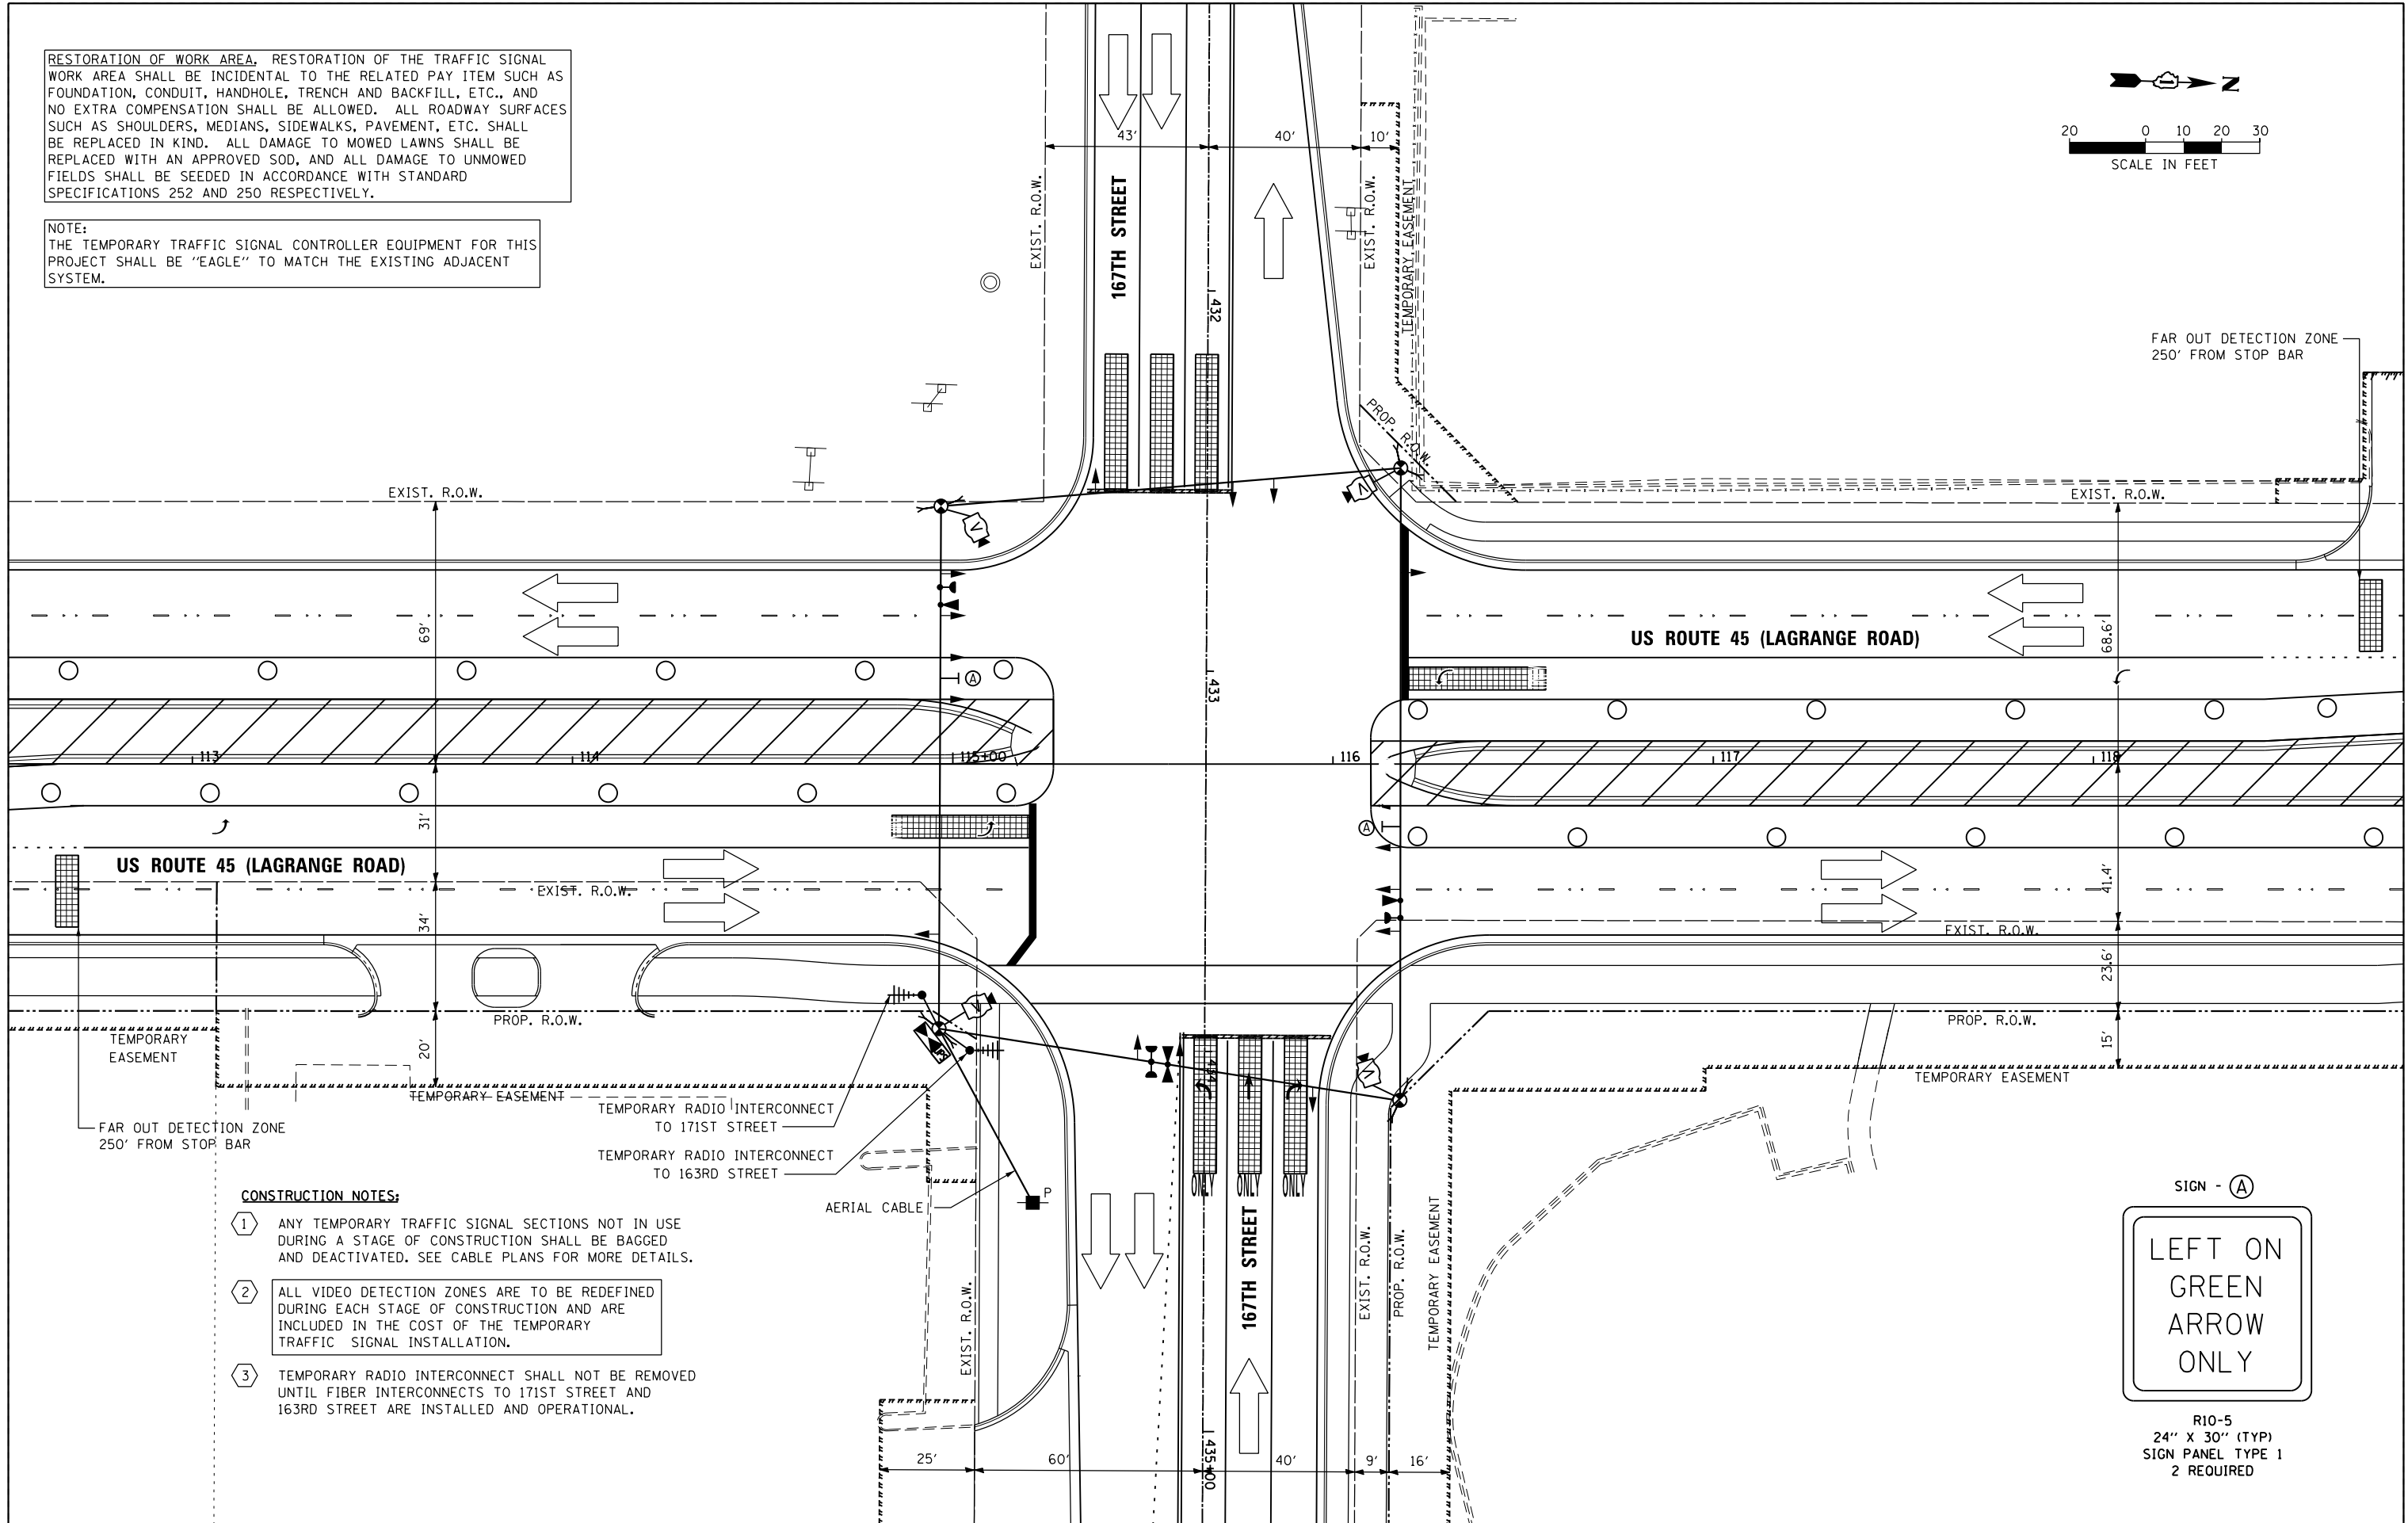 RESTORATION OF WORK AREA. RESTORATION OF THE TRAFFIC SIGNAL
WORK AREA SHALL BE INCIDENTAL TO THE RELATED PAY ITEM SUCH AS
FOUNDATION, CONDUIT, HANDHOLE, TRENCH AND BACKFILL, ETC., AND
NO EXTRA COMPENSATION SHALL BE ALLOWED. ALL ROADWAY SURFACES
SUCH AS SHOULDERS, MEDIANS, SIDEWALKS, PAVEMENT, ETC. SHALL
BE REPLACED IN KIND. ALL DAMAGE TO MOWED LAWNS SHALL BE
REPLACED WITH AN APPROVED SOD, AND ALL DAMAGE TO UNMOWED
FIELDS SHALL BE SEEDED IN ACCORDANCE WITH STANDARD
SPECIFICATIONS 252 AND 250 RESPECTIVELY.
NOTE:
THE TEMPORARY TRAFFIC SIGNAL CONTROLLER EQUIPMENT FOR THIS
PROJECT SHALL BE "EAGLE" TO MATCH THE EXISTING ADJACENT
SYSTEM.
N
20 0 10 20 30
SCALE IN FEET
43'
40'
10'
EXIST. R.O.W.
167TH STREET
432
EXIST. R.O.W.
TEMPORARY EASEMENT
PROP. R.O.W.
FAR OUT DETECTION ZONE
250' FROM STOP BAR
EXIST. R.O.W.
EXIST. R.O.W.
V
V
69'
68.6'
US ROUTE 45 (LAGRANGE ROAD)
A
433
113
114
115+00
116
117
118
31'
A
US ROUTE 45 (LAGRANGE ROAD)
EXIST. R.O.W.
34'
41.4'
EXIST. R.O.W.
23.6'
PROP. R.O.W.
PROP. R.O.W.
V
V
TEMPORARY
EASEMENT
20'
15'
TEMPORARY EASEMENT
TEMPORARY EASEMENT
434
FAR OUT DETECTION ZONE
250' FROM STOP BAR
TEMPORARY RADIO INTERCONNECT
TO 171ST STREET
TEMPORARY RADIO INTERCONNECT
TO 163RD STREET
AERIAL CABLE
P
ONLY
ONLY
ONLY
167TH STREET
EXIST. R.O.W.
EXIST. R.O.W.
PROP. R.O.W.
TEMPORARY EASEMENT
CONSTRUCTION NOTES:
1 ANY TEMPORARY TRAFFIC SIGNAL SECTIONS NOT IN USE
DURING A STAGE OF CONSTRUCTION SHALL BE BAGGED
AND DEACTIVATED. SEE CABLE PLANS FOR MORE DETAILS.
2 ALL VIDEO DETECTION ZONES ARE TO BE REDEFINED
DURING EACH STAGE OF CONSTRUCTION AND ARE
INCLUDED IN THE COST OF THE TEMPORARY
TRAFFIC SIGNAL INSTALLATION.
3 TEMPORARY RADIO INTERCONNECT SHALL NOT BE REMOVED
UNTIL FIBER INTERCONNECTS TO 171ST STREET AND
163RD STREET ARE INSTALLED AND OPERATIONAL.
25'
60'
435+00
40'
9'
16'
SIGN - A
LEFT ON
GREEN
ARROW
ONLY
R10-5
24" X 30" (TYP)
SIGN PANEL TYPE 1
2 REQUIRED